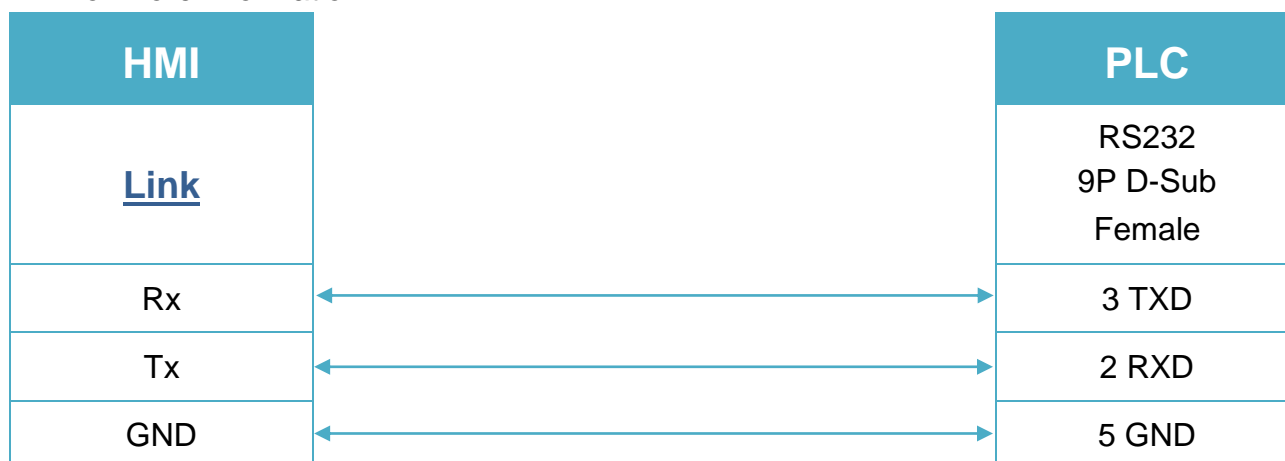 HMI
PLC
Link
RS232
9P D-Sub
Female
Rx
3 TXD
Tx
2 RXD
GND
5 GND